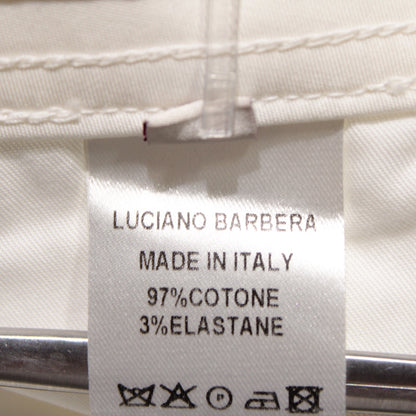 LUCIANO BARBERA
MADE IN ITALY
97%COTONE
3%ELASTANE